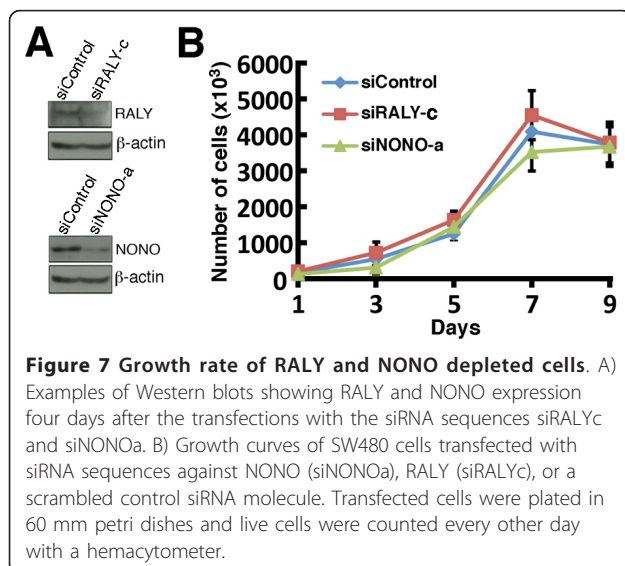 A
siControl
siRALY-c
RALY
β-actin
siControl
siNONO-a
NONO
β-actin
B
Number of cells (x10³)
6000
5000
4000
3000
2000
1000
0
siControl
siRALY-c
siNONO-a
1 3 5 7 9
Days
Figure 7 Growth rate of RALY and NONO depleted cells. A)
Examples of Western blots showing RALY and NONO expression
four days after the transfections with the siRNA sequences siRALYc
and siNONOa. B) Growth curves of SW480 cells transfected with
siRNA sequences against NONO (siNONOa), RALY (siRALYc), or a
scrambled control siRNA molecule. Transfected cells were plated in
60 mm petri dishes and live cells were counted every other day
with a hemacytometer.